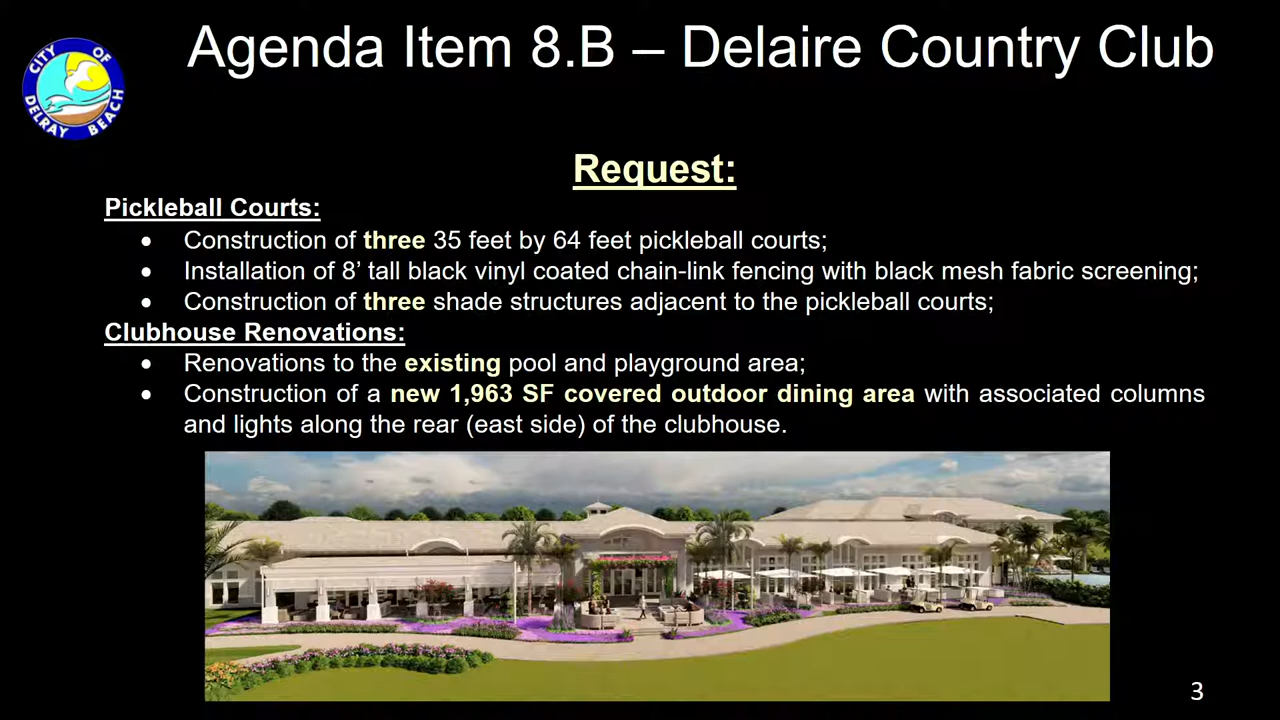 Agenda Item 8.B – Delaire Country Club
CITY OF
DELRAY BEACH
Request:
Pickleball Courts:
• Construction of three 35 feet by 64 feet pickleball courts;
• Installation of 8’ tall black vinyl coated chain-link fencing with black mesh fabric screening;
• Construction of three shade structures adjacent to the pickleball courts;
Clubhouse Renovations:
• Renovations to the existing pool and playground area;
• Construction of a new 1,963 SF covered outdoor dining area with associated columns
and lights along the rear (east side) of the clubhouse.
3